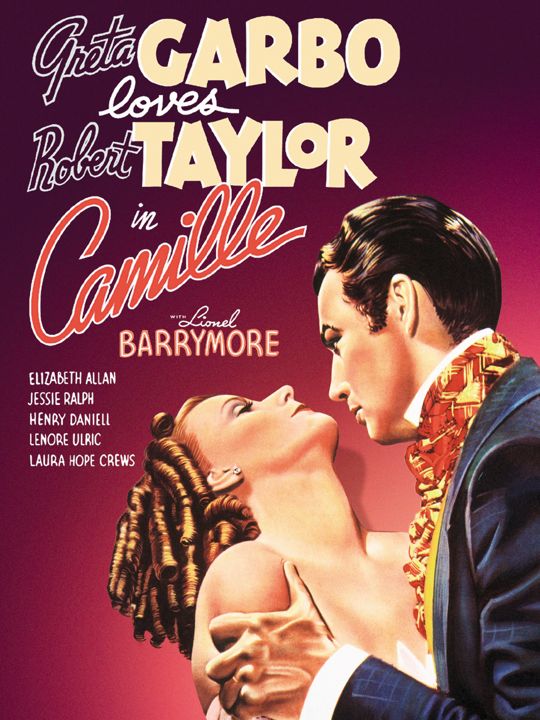 Greta GARBO
loves
Robert TAYLOR
in
Camille
WITH Lionel
BARRYMORE
ELIZABETH ALLAN
JESSIE RALPH
HENRY DANIELL
LENORE ULRIC
LAURA HOPE CREWS